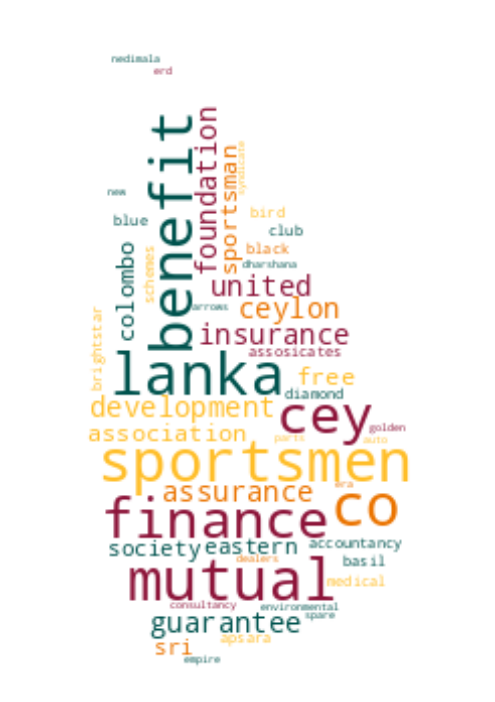 nedimala
erd
benefit
foundation
sportsman
syndicate
new
bird
blue
club
colombo
schemes
black
dharshana
united
arrows
ceylon
brightstar
insurance
assosicates
lanka
free
diamond
development
cey
golden
association
parts
auto
sportsmen
era
assurance
co
finance
society
eastern
accountancy
dealers
basil
mutual
medical
consultancy
environmental
spare
guarantee
apsara
sri
empire